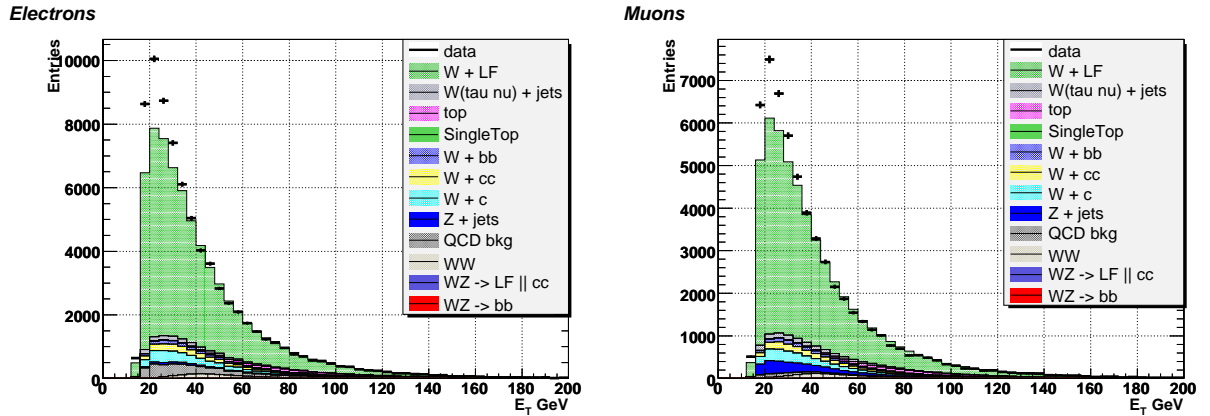 Electrons
Entries
10000
8000
6000
4000
2000
0
0 20 40 60 80 100 120 140 160 180 200
E_T GeV
data
W + LF
W(tau nu) + jets
top
SingleTop
W + bb
W + cc
W + c
Z + jets
QCD bkg
WW
WZ -> LF || cc
WZ -> bb
Muons
Entries
7000
6000
5000
4000
3000
2000
1000
0
0 20 40 60 80 100 120 140 160 180 200
E_T GeV
data
W + LF
W(tau nu) + jets
top
SingleTop
W + bb
W + cc
W + c
Z + jets
QCD bkg
WW
WZ -> LF || cc
WZ -> bb